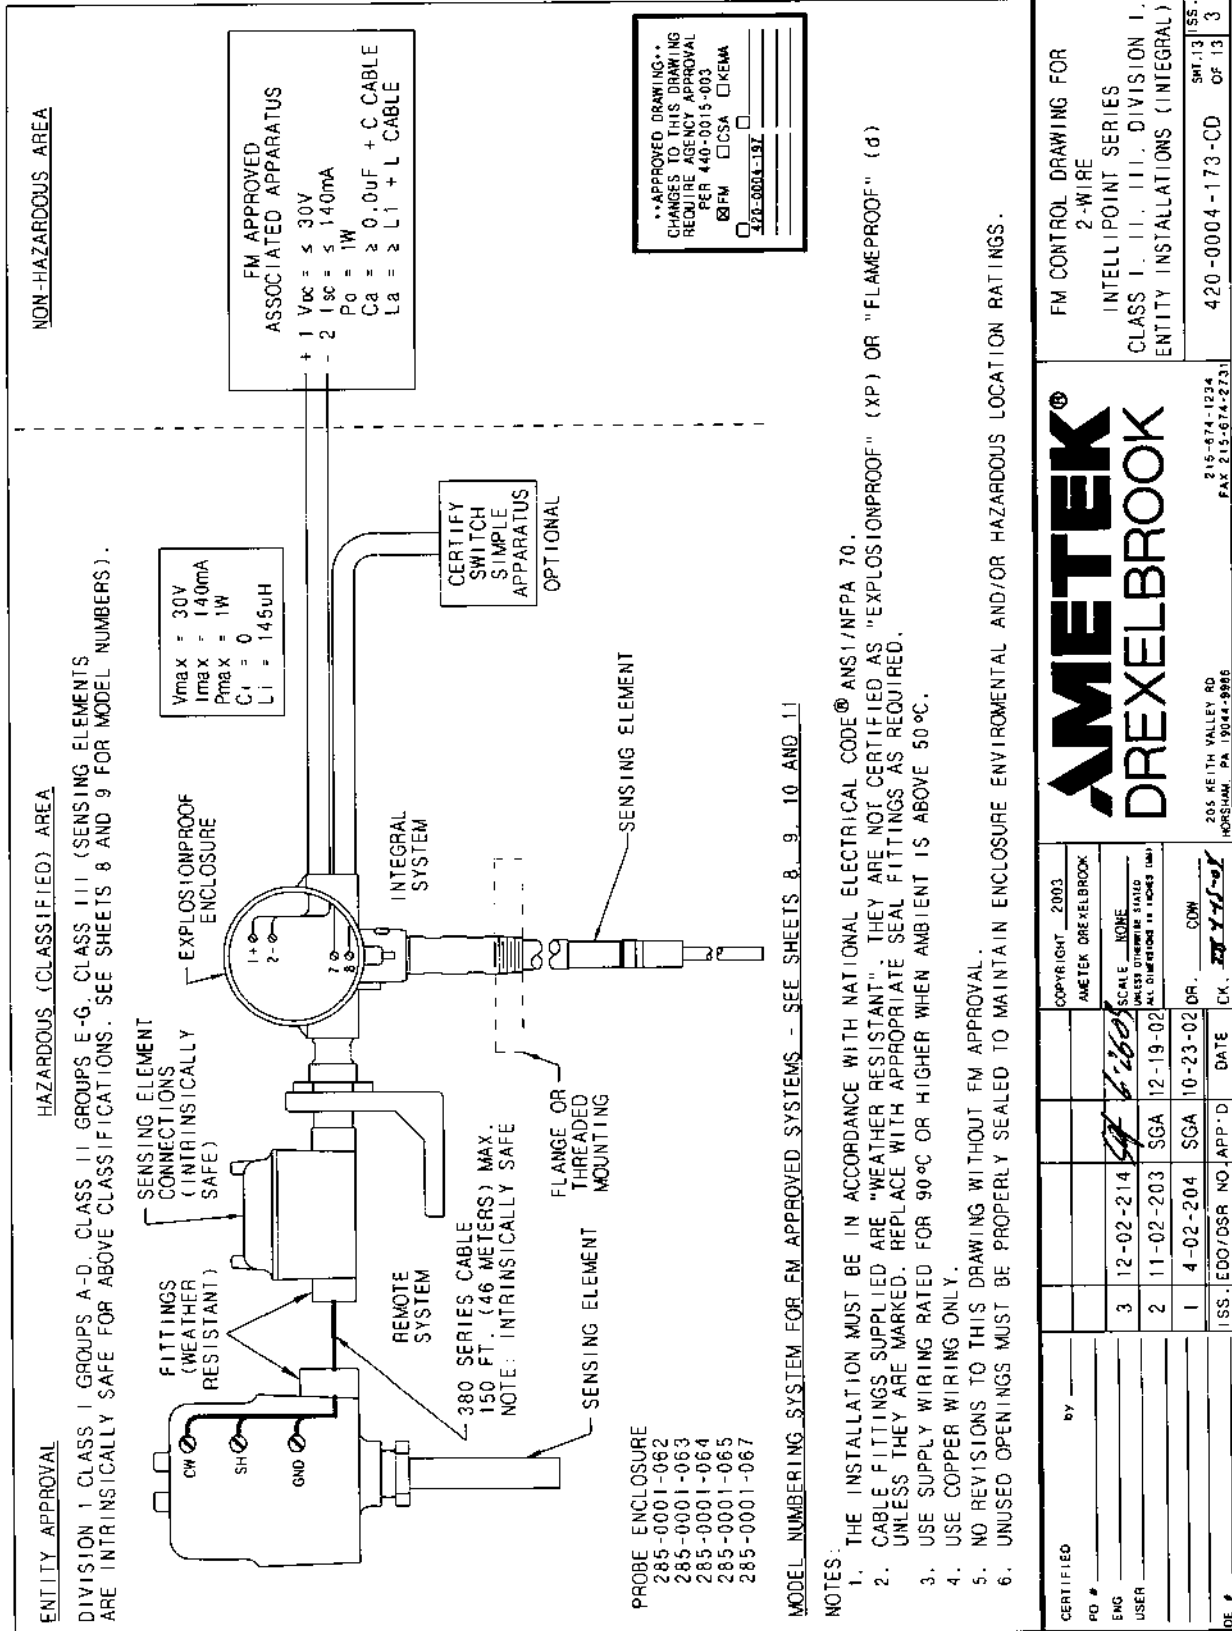 ENTITY APPROVAL
HAZARDOUS (CLASSIFIED) AREA
NON-HAZARDOUS AREA
DIVISION 1 CLASS I GROUPS A-D, CLASS II GROUPS E-G, CLASS III (SENSING ELEMENTS
ARE INTRINSICALLY SAFE FOR ABOVE CLASSIFICATIONS. SEE SHEETS 8 AND 9 FOR MODEL NUMBERS).
FITTINGS
(WEATHER
RESISTANT)
SENSING ELEMENT
CONNECTIONS
(INTRINSICALLY
SAFE)
EXPLOSIONPROOF
ENCLOSURE
Vmax = 30V
Imax = 140mA
Pmax = 1W
Ci = 0
Li = 145uH
FM APPROVED
ASSOCIATED APPARATUS
+ 1 Voc = ≤ 30V
- 2 Isc = ≤ 140mA
Po = 1W
Ca = ≥ 0.0uF + C CABLE
La = ≥ L1 + L CABLE
CW
SH
GND
1+
2-
7
8
REMOTE
SYSTEM
INTEGRAL
SYSTEM
CERTIFY
SWITCH
SIMPLE
APPARATUS
OPTIONAL
380 SERIES CABLE
150 FT. (46 METERS) MAX.
NOTE: INTRINSICALLY SAFE
SENSING ELEMENT
FLANGE OR
THREADED
MOUNTING
SENSING ELEMENT
PROBE ENCLOSURE
285-0001-062
285-0001-063
285-0001-064
285-0001-065
285-0001-067
**APPROVED DRAWING**
CHANGES TO THIS DRAWING
REQUIRE AGENCY APPROVAL
PER 440-0015-003
☒FM ☐CSA ☐KEMA
☐ ☐
420-0004-197
MODEL NUMBERING SYSTEM FOR FM APPROVED SYSTEMS - SEE SHEETS 8, 9, 10 AND 11
NOTES:
1. THE INSTALLATION MUST BE IN ACCORDANCE WITH NATIONAL ELECTRICAL CODE® ANSI/NFPA 70.
2. CABLE FITTINGS SUPPLIED ARE "WEATHER RESISTANT". THEY ARE NOT CERTIFIED AS "EXPLOSIONPROOF" (XP) OR "FLAMEPROOF" (d)
UNLESS THEY ARE MARKED. REPLACE WITH APPROPRIATE SEAL FITTINGS AS REQUIRED.
3. USE SUPPLY WIRING RATED FOR 90°C OR HIGHER WHEN AMBIENT IS ABOVE 50°C.
4. USE COPPER WIRING ONLY.
5. NO REVISIONS TO THIS DRAWING WITHOUT FM APPROVAL.
6. UNUSED OPENINGS MUST BE PROPERLY SEALED TO MAINTAIN ENCLOSURE ENVIROMENTAL AND/OR HAZARDOUS LOCATION RATINGS.
CERTIFIED by
PO #
ENG
USER
DE #
3 12-02-214
2 11-02-203 SGA 12-19-02
1 4-02-204 SGA 10-23-02
ISS. EDO/DSR NO. APP'D DATE
COPYRIGHT 2003
AMETEK DREXELBROOK
SCALE NONE
UNLESS OTHERWISE STATED
ALL DIMENSIONS IN INCHES (MM)
DR. CDW
CK.
AMETEK®
DREXELBROOK
205 KEITH VALLEY RD
HORSHAM, PA 19044-9986
215-674-1234
FAX 215-674-2731
FM CONTROL DRAWING FOR
2-WIRE
INTELLIPOINT SERIES
CLASS I, II, III, DIVISION I,
ENTITY INSTALLATIONS (INTEGRAL)
420-0004-173-CD
SHT.13
OF 13
ISS.
3